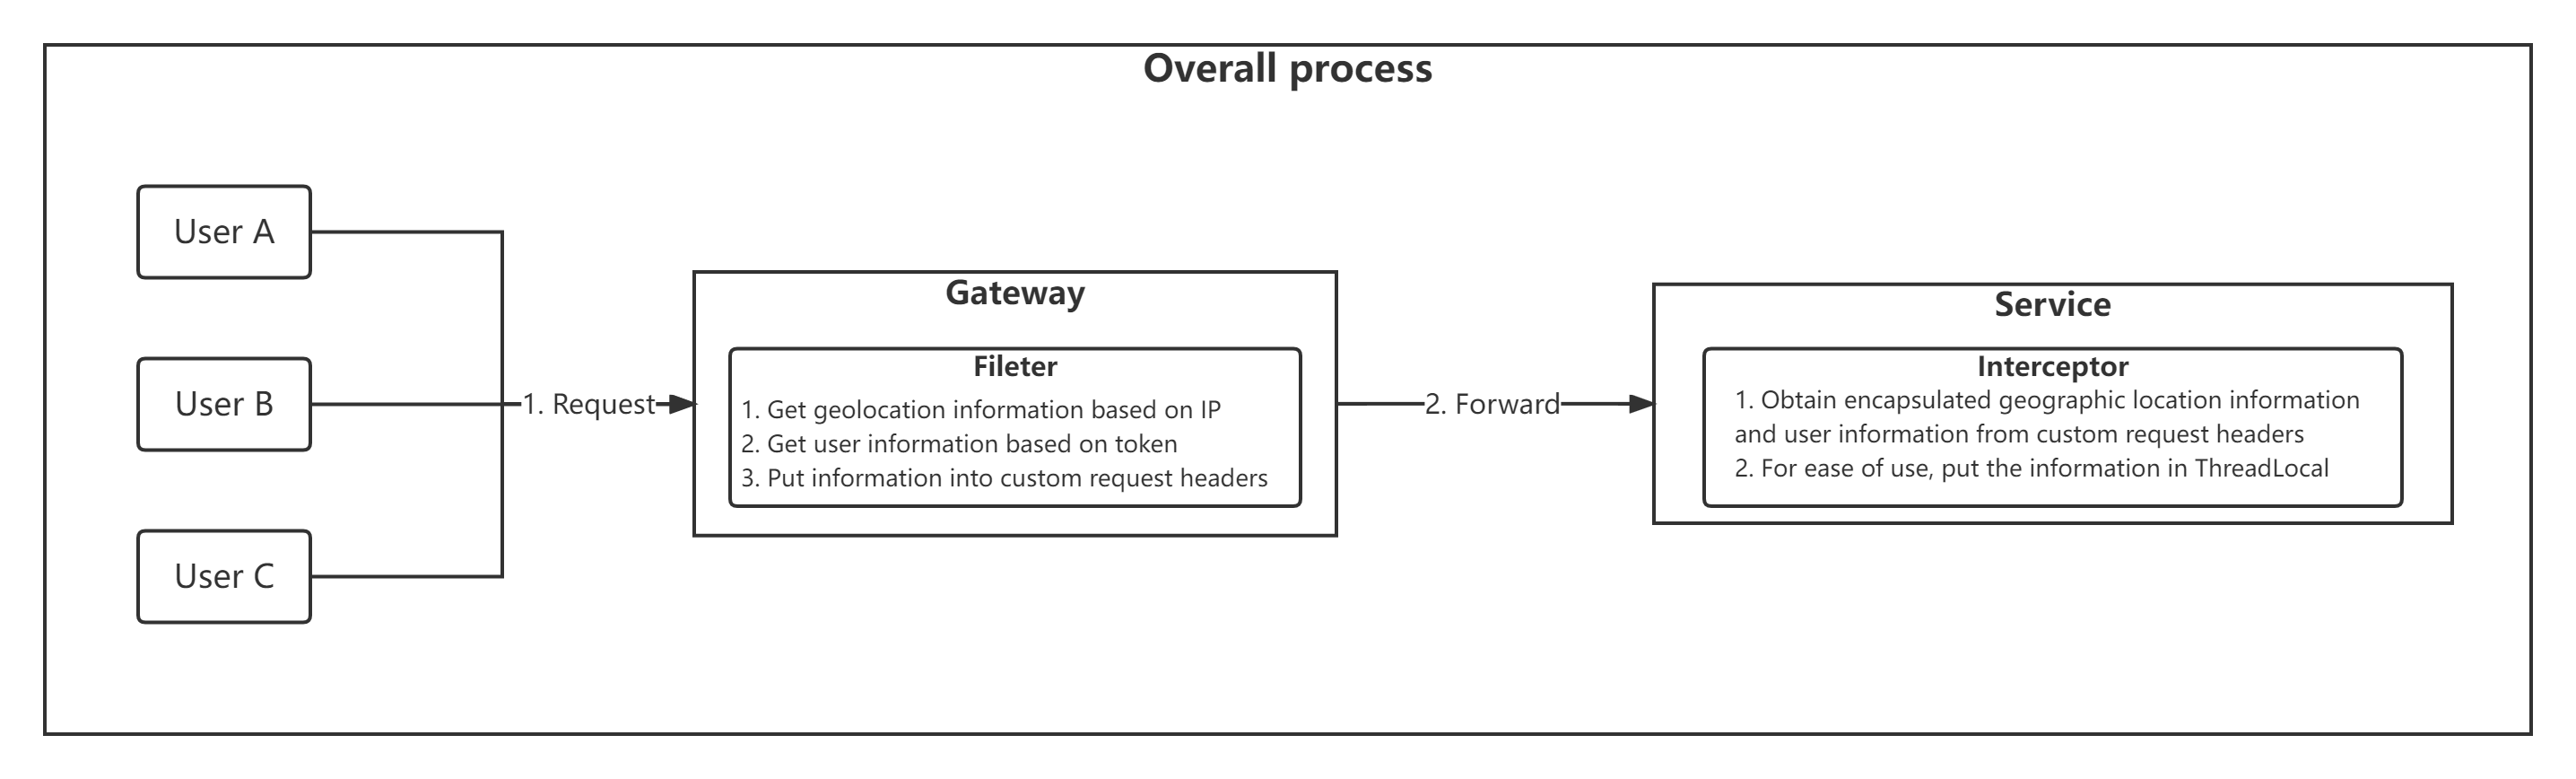 Overall process
User A
User B
User C
1. Request
Gateway
Fileter
1. Get geolocation information based on IP
2. Get user information based on token
3. Put information into custom request headers
2. Forward
Service
Interceptor
1. Obtain encapsulated geographic location information
and user information from custom request headers
2. For ease of use, put the information in ThreadLocal